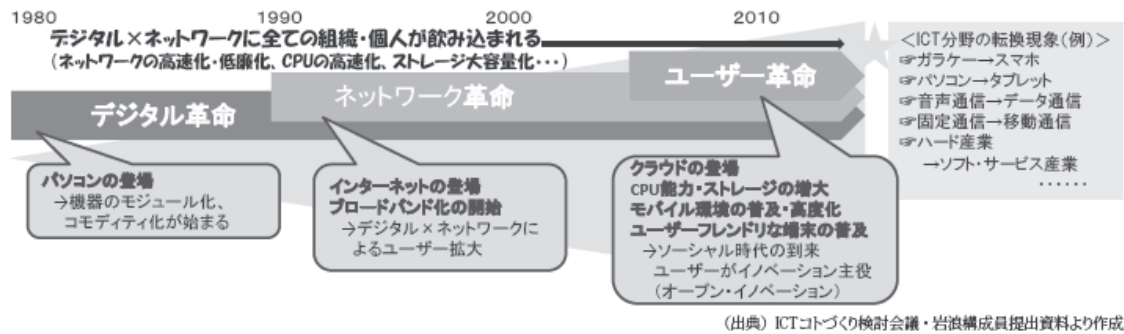 1980 1990 2000 2010
デジタル×ネットワークに全ての組織・個人が飲み込まれる
(ネットワークの高速化・低廉化、CPUの高速化、ストレージ大容量化・・・)
デジタル革命
ネットワーク革命
ユーザー革命
パソコンの登場
→機器のモジュール化、
コモディティ化が始まる
インターネットの登場
ブロードバンド化の開始
→デジタル×ネットワークに
よるユーザー拡大
クラウドの登場
CPU能力・ストレージの増大
モバイル環境の普及・高度化
ユーザーフレンドリな端末の普及
→ソーシャル時代の到来
ユーザーがイノベーション主役
(オープン・イノベーション)
＜ICT分野の転換現象(例)＞
☞ガラケー→スマホ
☞パソコン→タブレット
☞音声通信→データ通信
☞固定通信→移動通信
☞ハード産業
→ソフト・サービス産業
・・・・・・
（出典）ICTコトづくり検討会議・岩浪構成員提出資料より作成